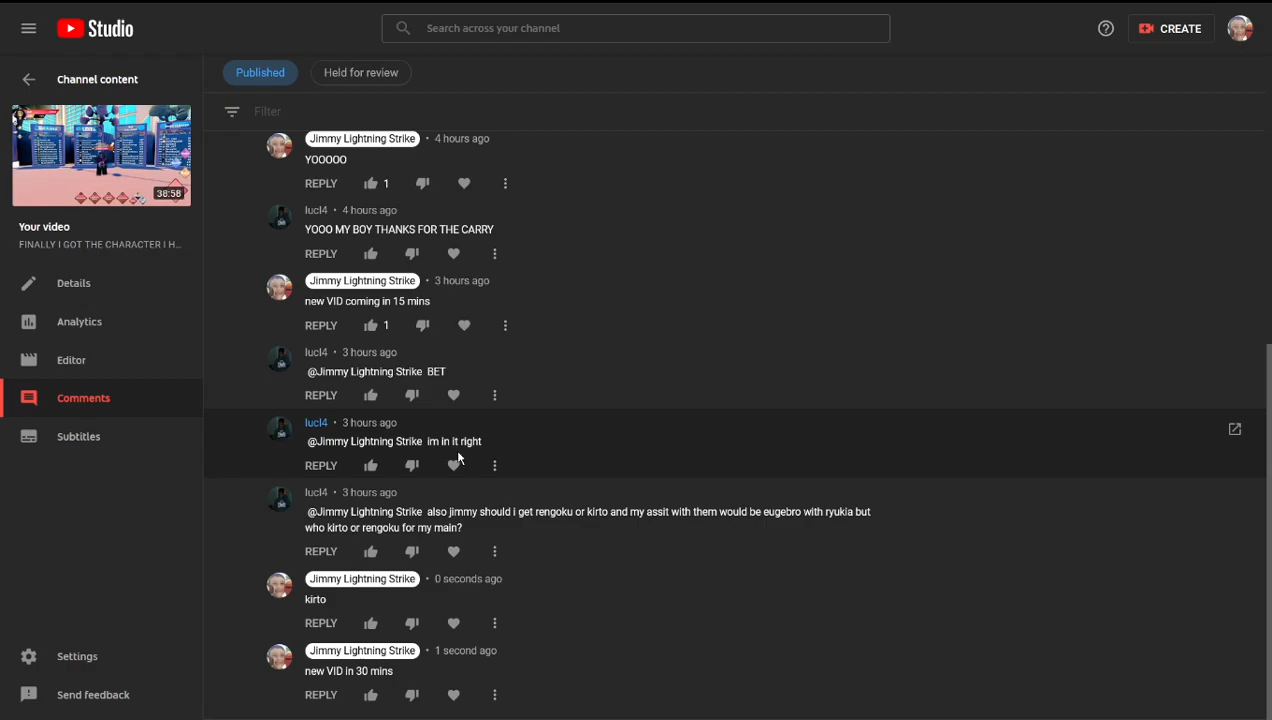 Studio
Search across your channel
CREATE
Channel content
Published
Held for review
Filter
38:58
Your video
FINALLY I GOT THE CHARACTER I H...
Details
Analytics
Editor
Comments
Subtitles
Settings
Send feedback
Jimmy Lightning Strike • 4 hours ago
YOOOOO
REPLY 1
lucl4 • 4 hours ago
YOOO MY BOY THANKS FOR THE CARRY
REPLY
Jimmy Lightning Strike • 3 hours ago
new VID coming in 15 mins
REPLY 1
lucl4 • 3 hours ago
@Jimmy Lightning Strike BET
REPLY
lucl4 • 3 hours ago
@Jimmy Lightning Strike im in it right
REPLY
lucl4 • 3 hours ago
@Jimmy Lightning Strike also jimmy should i get rengoku or kirto and my assit with them would be eugebro with ryukia but
who kirto or rengoku for my main?
REPLY
Jimmy Lightning Strike • 0 seconds ago
kirto
REPLY
Jimmy Lightning Strike • 1 second ago
new VID in 30 mins
REPLY